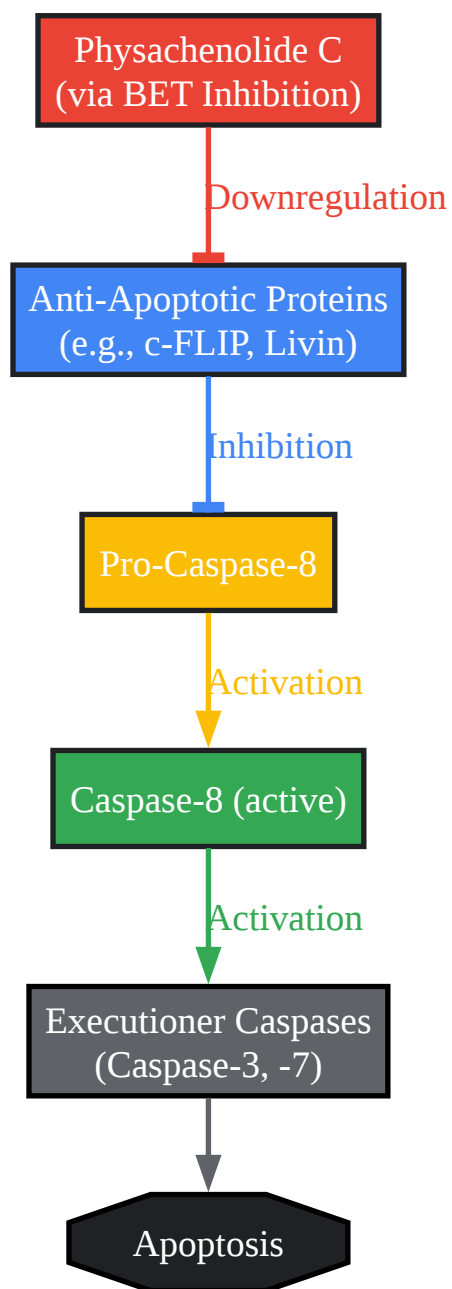 Physachenolide C
(via BET Inhibition)
Downregulation
Anti-Apoptotic Proteins
(e.g., c-FLIP, Livin)
Inhibition
Pro-Caspase-8
Activation
Caspase-8 (active)
Activation
Executioner Caspases
(Caspase-3, -7)
Apoptosis